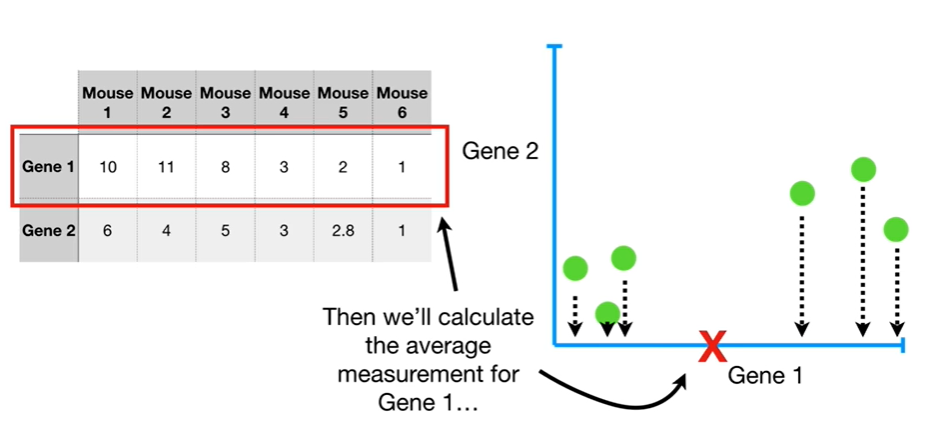 Mouse 1 Mouse 2 Mouse 3 Mouse 4 Mouse 5 Mouse 6
Gene 1 10 11 8 3 2 1
Gene 2 6 4 5 3 2.8 1
Then we'll calculate
the average
measurement for
Gene 1…
Gene 2
X
Gene 1